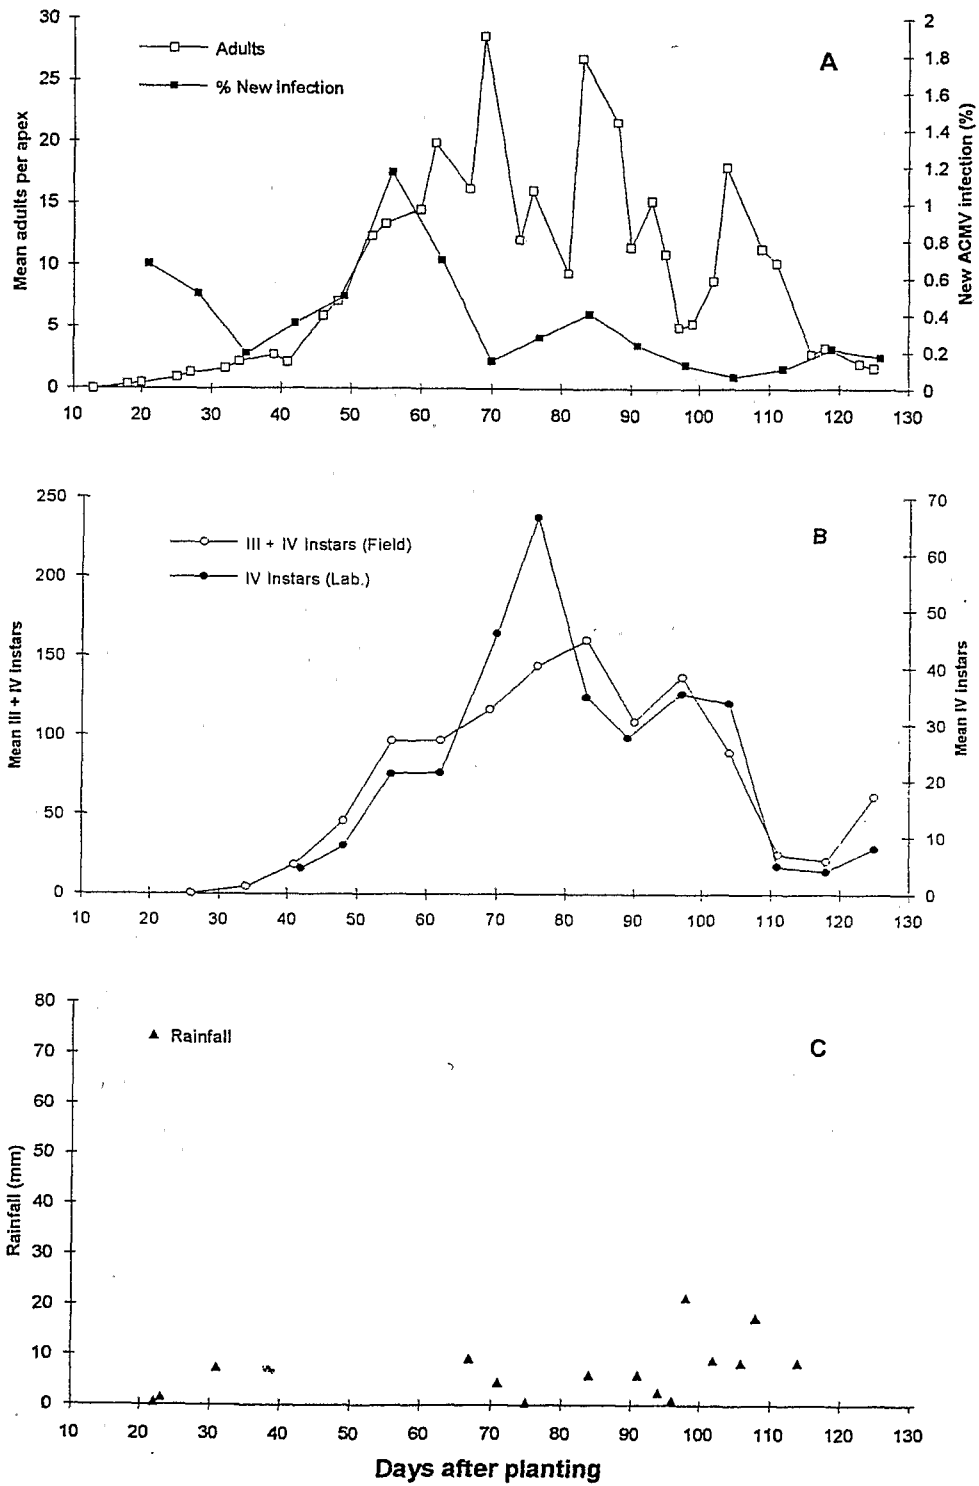 A
Adults
% New Infection
Mean adults per apex
30
25
20
15
10
5
0
New ACMV infection (%)
2
1.8
1.6
1.4
1.2
1
0.8
0.6
0.4
0.2
0
10 20 30 40 50 60 70 80 90 100 110 120 130
B
III + IV Instars (Field)
IV Instars (Lab.)
Mean III + IV instars
250
200
150
100
50
0
Mean IV instars
70
60
50
40
30
20
10
0
10 20 30 40 50 60 70 80 90 100 110 120 130
C
Rainfall
Rainfall (mm)
80
70
60
50
40
30
20
10
0
10 20 30 40 50 60 70 80 90 100 110 120 130
Days after planting